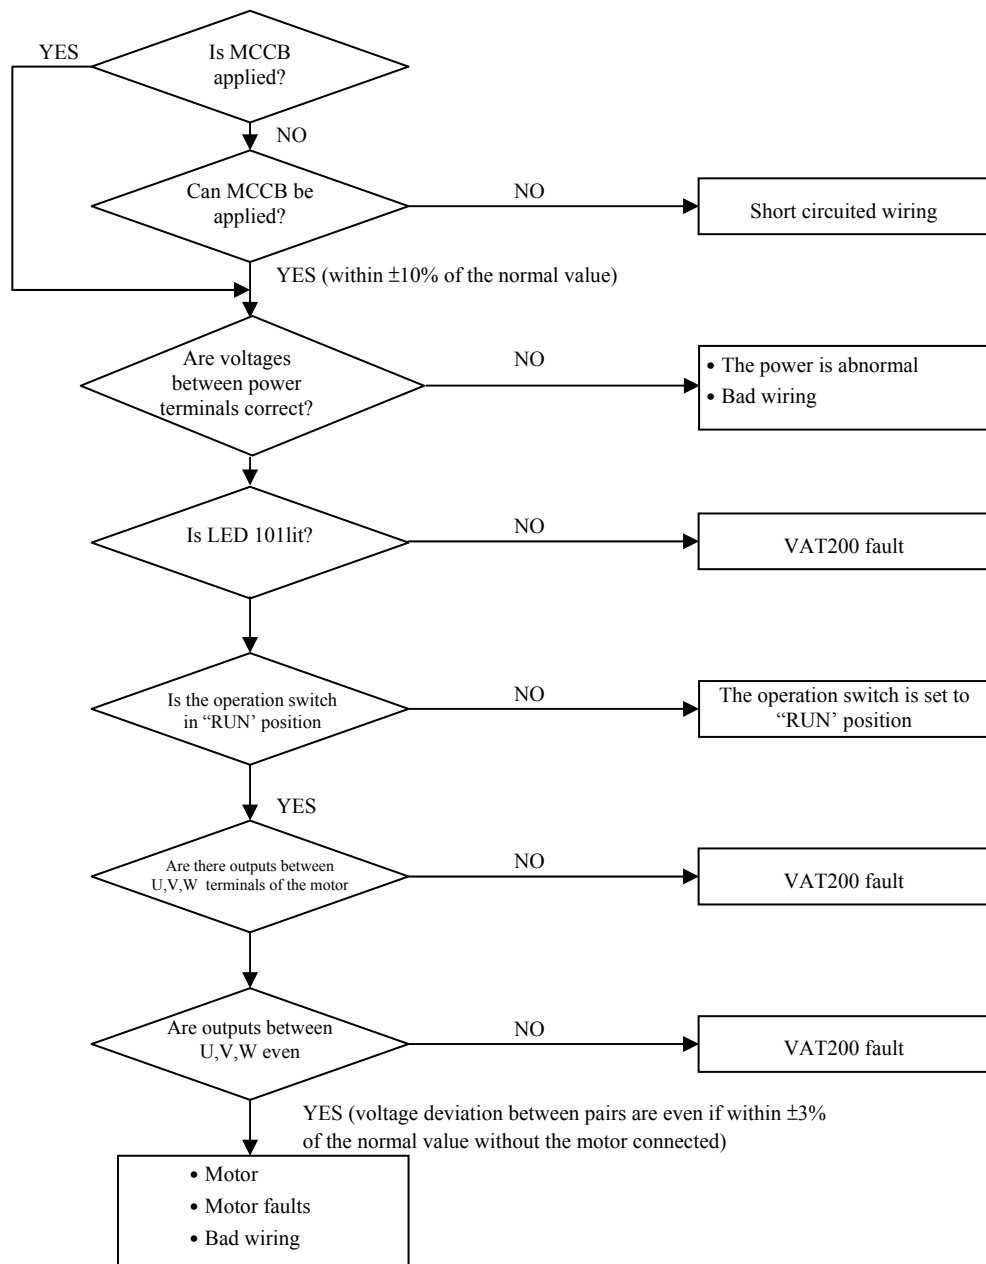 YES
Is MCCB
applied?
NO
Can MCCB be
applied?
NO
Short circuited wiring
YES (within ±10% of the normal value)
Are voltages
between power
terminals correct?
NO
• The power is abnormal
• Bad wiring
Is LED 101lit?
NO
VAT200 fault
Is the operation switch
in “RUN’ position
NO
The operation switch is set to
“RUN’ position
YES
Are there outputs between
U,V,W terminals of the motor
NO
VAT200 fault
Are outputs between
U,V,W even
NO
VAT200 fault
YES (voltage deviation between pairs are even if within ±3%
of the normal value without the motor connected)
• Motor
• Motor faults
• Bad wiring